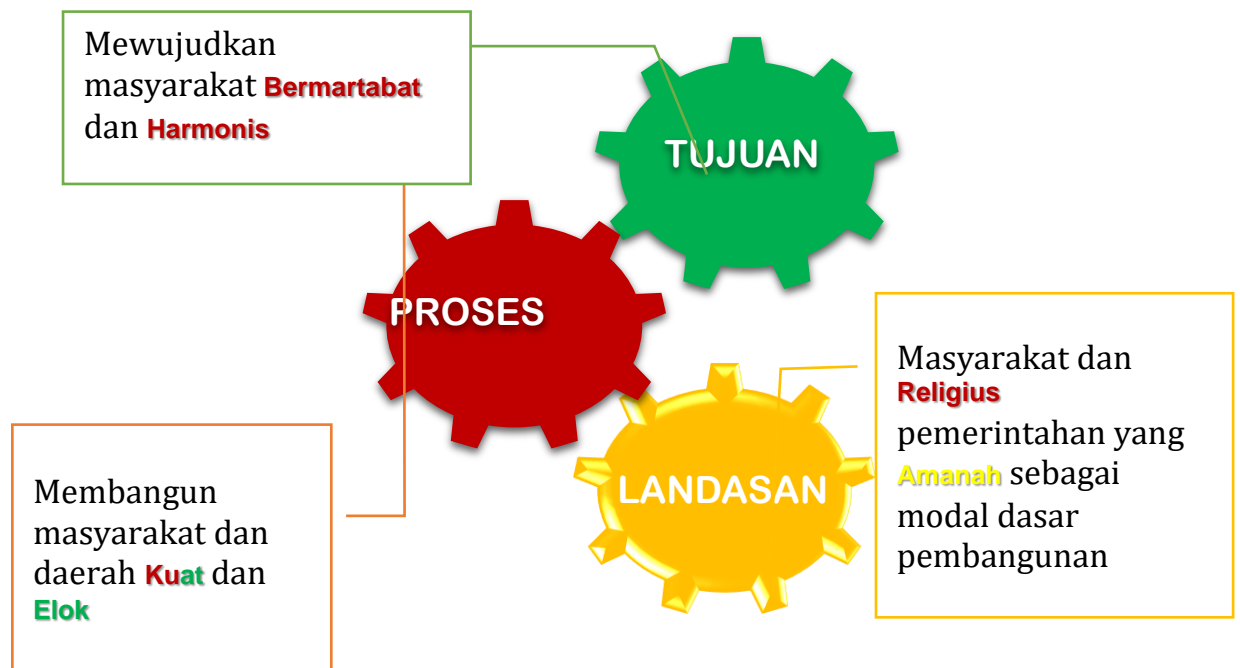 Mewujudkan
masyarakat Bermartabat
dan Harmonis
TUJUAN
PROSES
Masyarakat dan
Religius
pemerintahan yang
Amanah sebagai
modal dasar
pembangunan
LANDASAN
Membangun
masyarakat dan
daerah Kuat dan
Elok